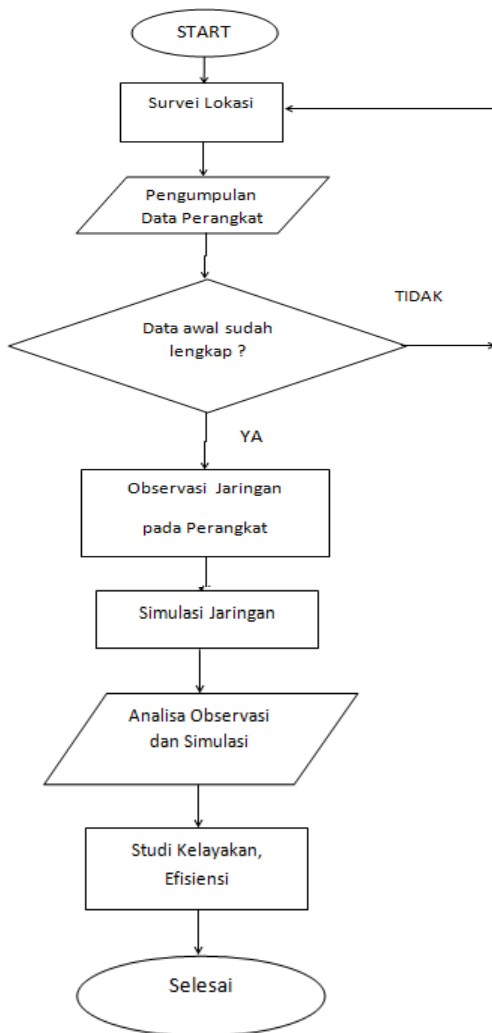 START
Survei Lokasi
Pengumpulan
Data Perangkat
Data awal sudah
lengkap ?
TIDAK
YA
Observasi Jaringan
pada Perangkat
Simulasi Jaringan
Analisa Observasi
dan Simulasi
Studi Kelayakan,
Efisiensi
Selesai